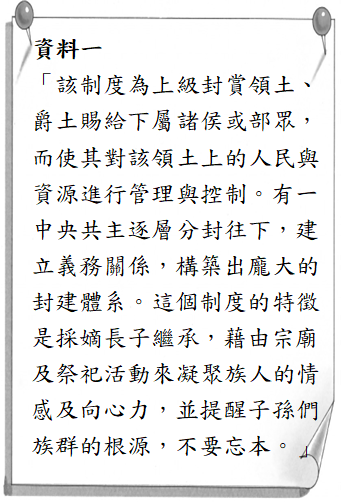 資料一
「該制度為上級封賞領土、
爵土賜給下屬諸侯或部眾，
而使其對該領土上的人民與
資源進行管理與控制。有一
中央共主逐層分封往下，建
立義務關係，構築出龐大的
封建體系。這個制度的特徵
是採嫡長子繼承，藉由宗廟
及祭祀活動來凝聚族人的情
感及向心力，並提醒子孫們
族群的根源，不要忘本。